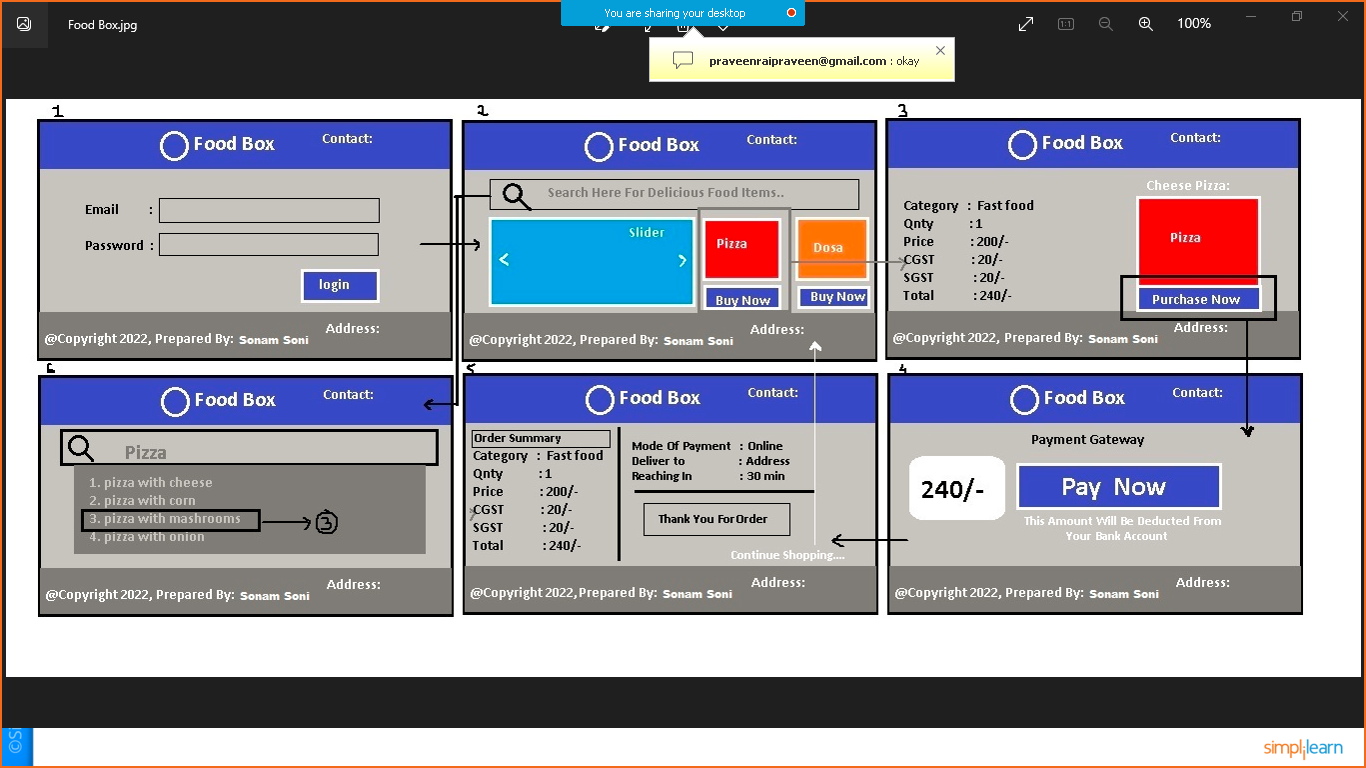 You are sharing your desktop
Food Box.jpg
1:1
100%
praveenraipraveen@gmail.com : okay
1
Food Box
Contact:
Email :
Password :
login
Address:
@Copyright 2022, Prepared By: Sonam Soni
2
Food Box
Contact:
Search Here For Delicious Food Items..
Slider
<
>
Pizza
Dosa
Buy Now
Buy Now
Address:
@Copyright 2022, Prepared By: Sonam Soni
3
Food Box
Contact:
Cheese Pizza:
Category : Fast food
Qnty : 1
Price : 200/-
CGST : 20/-
SGST : 20/-
Total : 240/-
Pizza
Purchase Now
Address:
@Copyright 2022, Prepared By: Sonam Soni
Food Box
Contact:
Pizza
1. pizza with cheese
2. pizza with corn
3. pizza with mashrooms
3
4. pizza with onion
Address:
@Copyright 2022, Prepared By: Sonam Soni
Food Box
Contact:
Order Summary
Category : Fast food
Qnty : 1
Price : 200/-
CGST : 20/-
SGST : 20/-
Total : 240/-
Mode Of Payment : Online
Deliver to : Address
Reaching In : 30 min
Thank You For Order
Continue Shopping....
Address:
@Copyright 2022, Prepared By: Sonam Soni
Food Box
Contact:
Payment Gateway
240/-
Pay Now
This Amount Will Be Deducted From
Your Bank Account
Address:
@Copyright 2022, Prepared By: Sonam Soni
simplilearn